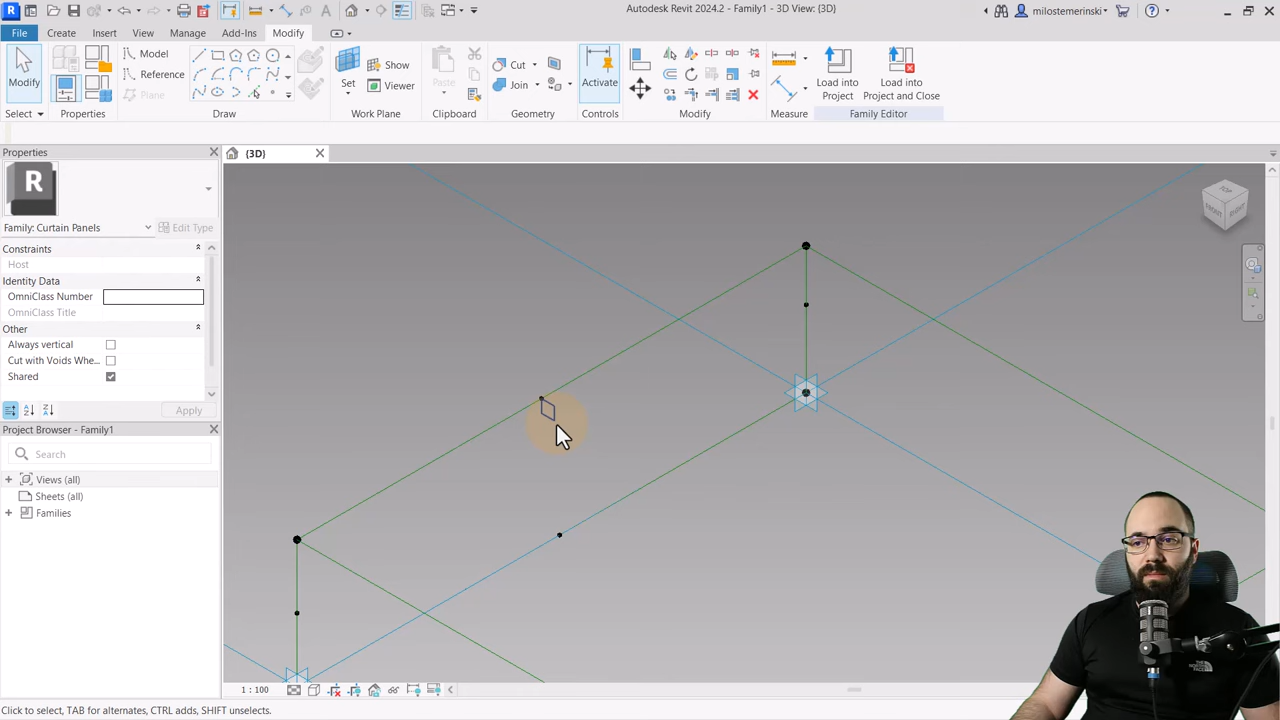 Autodesk Revit 2024.2 - Family1 - 3D View: {3D}
milostemerinski
File Create Insert View Manage Add-Ins Modify
Modify
Model
Reference
Plane
Set
Show
Viewer
Paste
Cut
Join
Activate
Load into
Project
Load into
Project and Close
Select Properties Draw Work Plane Clipboard Geometry Controls Modify Measure Family Editor
Properties
{3D}
R
Family: Curtain Panels
Edit Type
Constraints
Host
Identity Data
OmniClass Number
OmniClass Title
Other
Always vertical
Cut with Voids Whe...
Shared
Apply
Project Browser - Family1
Search
Views (all)
Sheets (all)
Families
TOP
FRONT
RIGHT
1 : 100
Click to select, TAB for alternates, CTRL adds, SHIFT unselects.